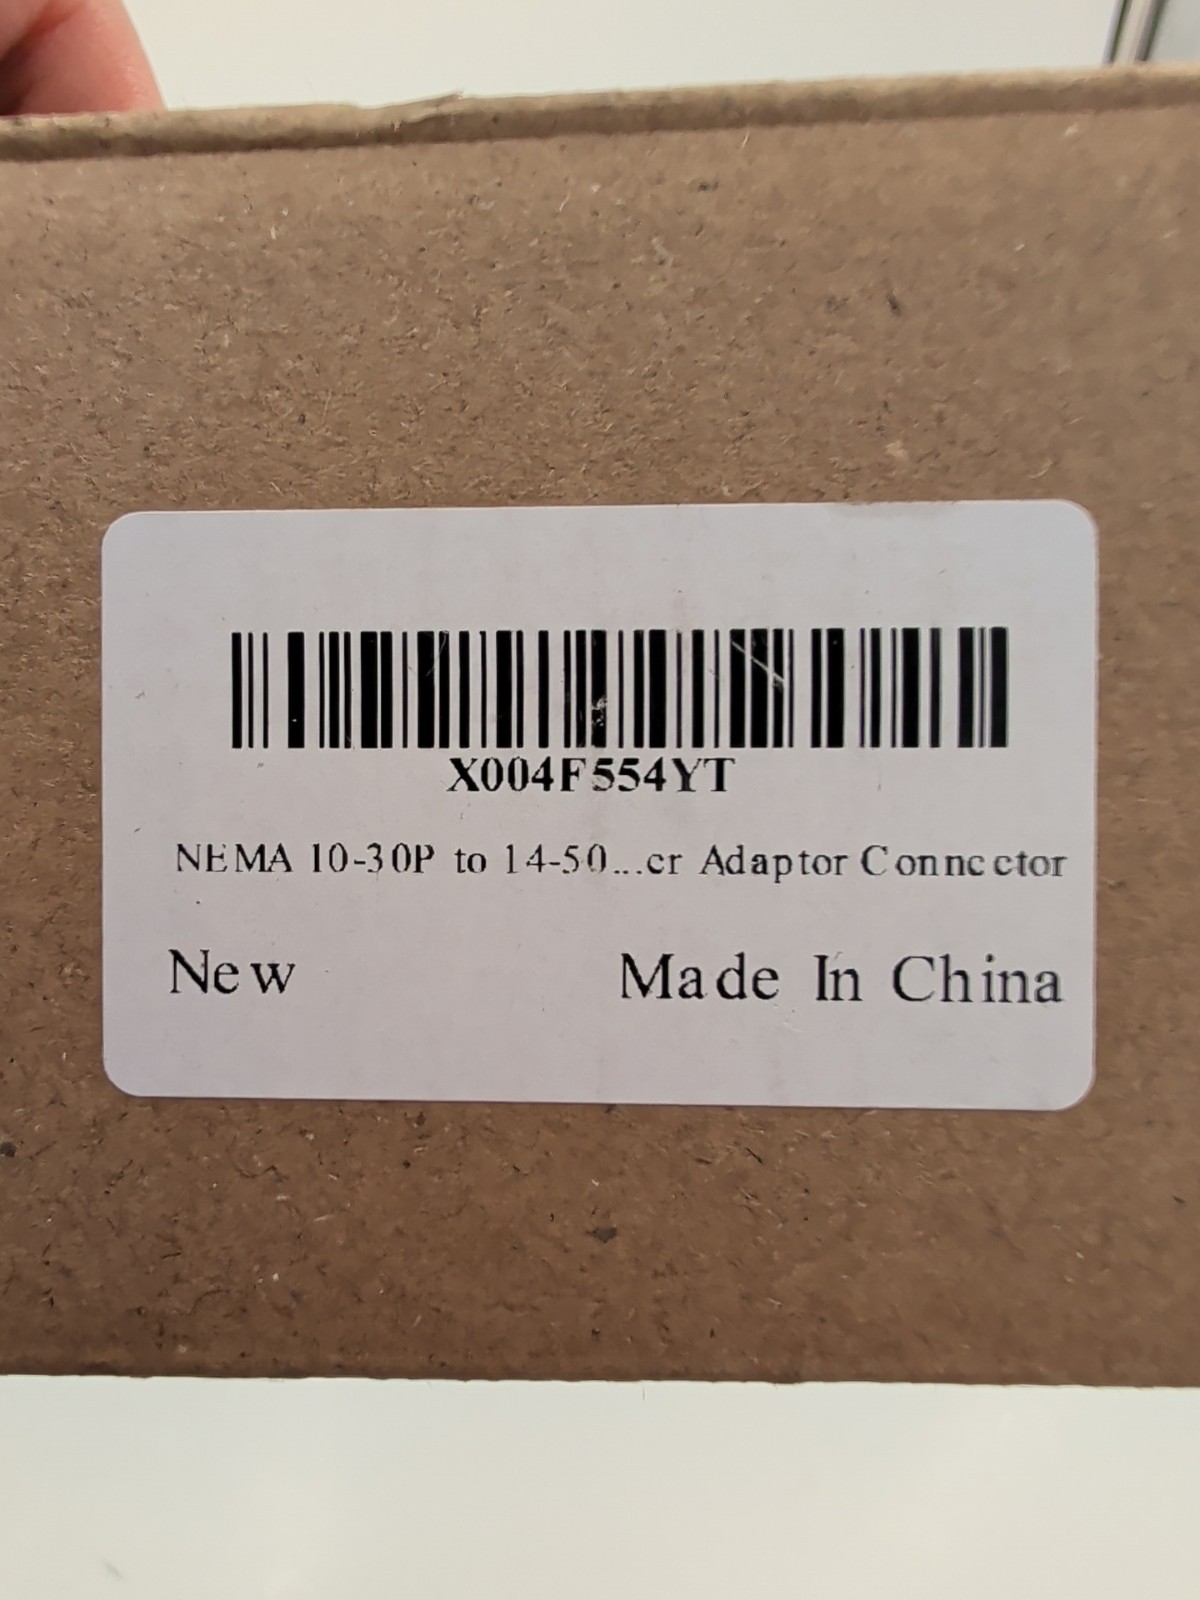 X004F554YT
NEMA 10-30P to 14-50...er Adaptor Connector
New
Made In China